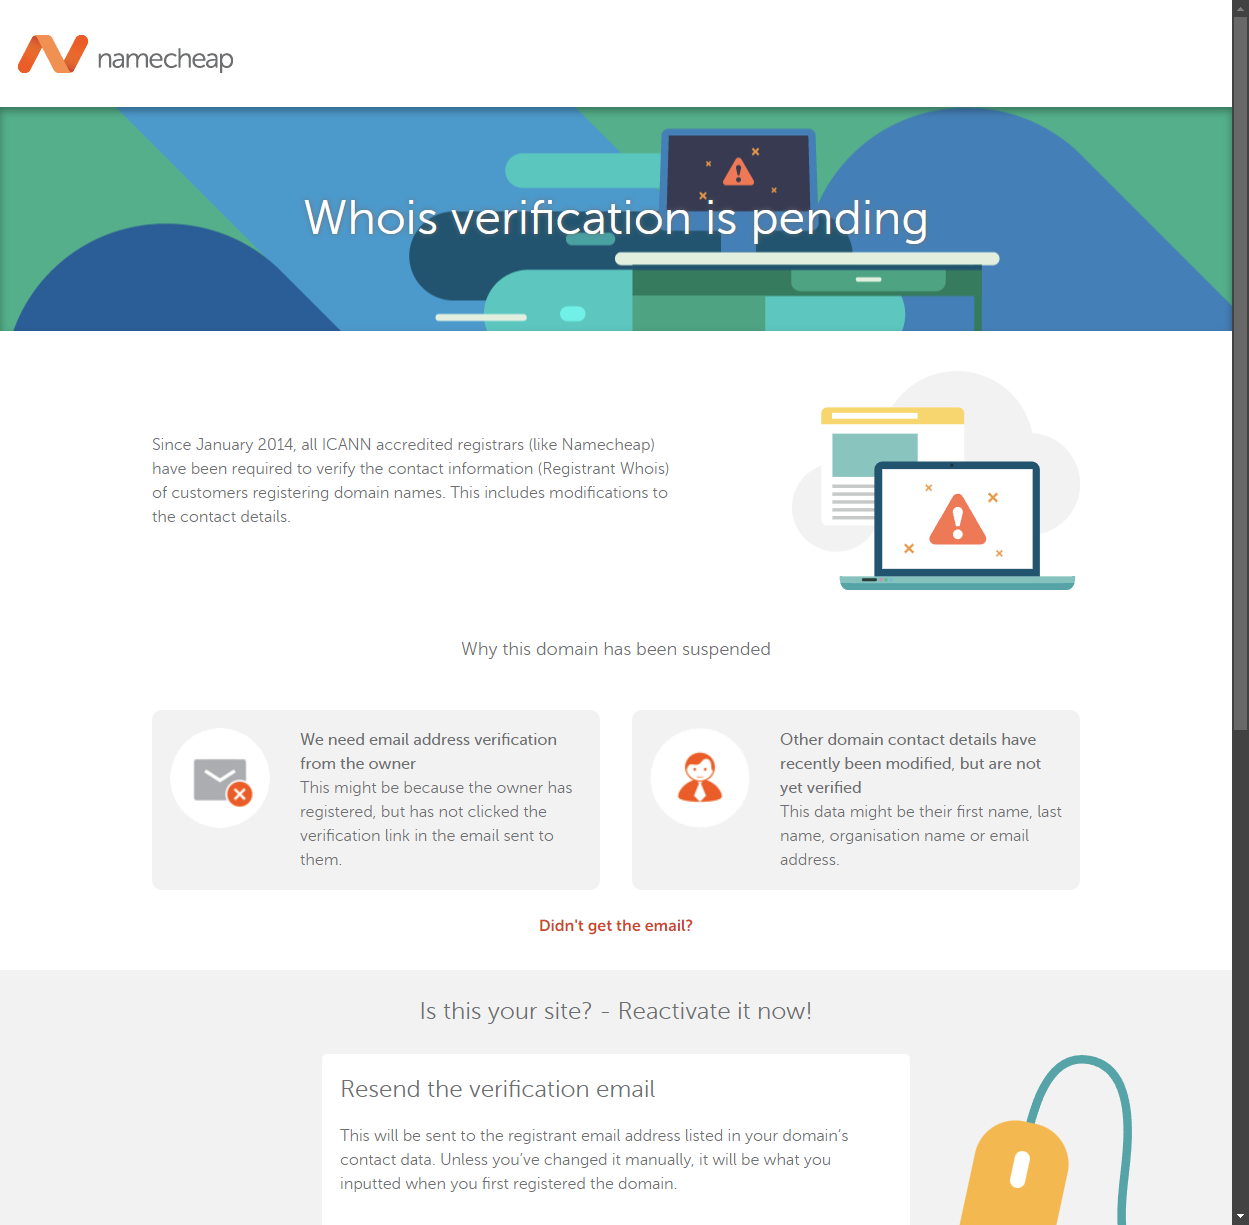 namecheap
Whois verification is pending
Since January 2014, all ICANN accredited registrars (like Namecheap)
have been required to verify the contact information (Registrant Whois)
of customers registering domain names. This includes modifications to
the contact details.
Why this domain has been suspended
We need email address verification
from the owner
This might be because the owner has
registered, but has not clicked the
verification link in the email sent to
them.
Other domain contact details have
recently been modified, but are not
yet verified
This data might be their first name, last
name, organisation name or email
address.
Didn't get the email?
Is this your site? - Reactivate it now!
Resend the verification email
This will be sent to the registrant email address listed in your domain’s
contact data. Unless you’ve changed it manually, it will be what you
inputted when you first registered the domain.